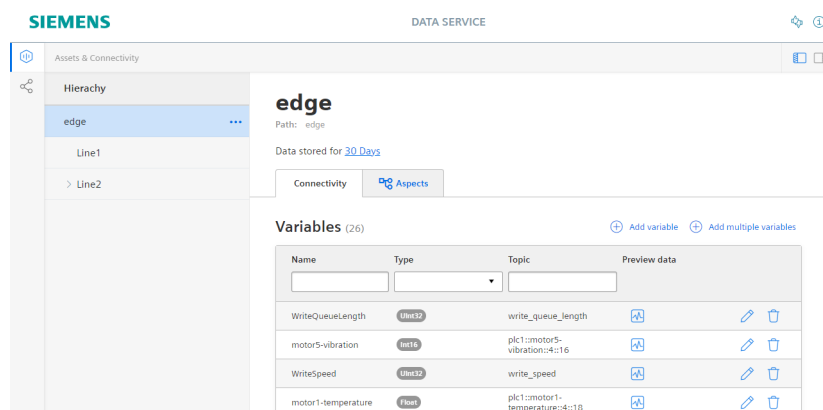 SIEMENS
DATA SERVICE
Assets & Connectivity
Hierachy
edge
Line1
Line2
edge
Path: edge
Data stored for 30 Days
Connectivity
Aspects
Variables (26)
Add variable
Add multiple variables
Name Type Topic Preview data
WriteQueueLength UInt32 write_queue_length
motor5-vibration Int16 plc1::motor5-
vibration::4::16
WriteSpeed UInt32 write_speed
motor1-temperature Float plc1::motor1-
temperature::4::18